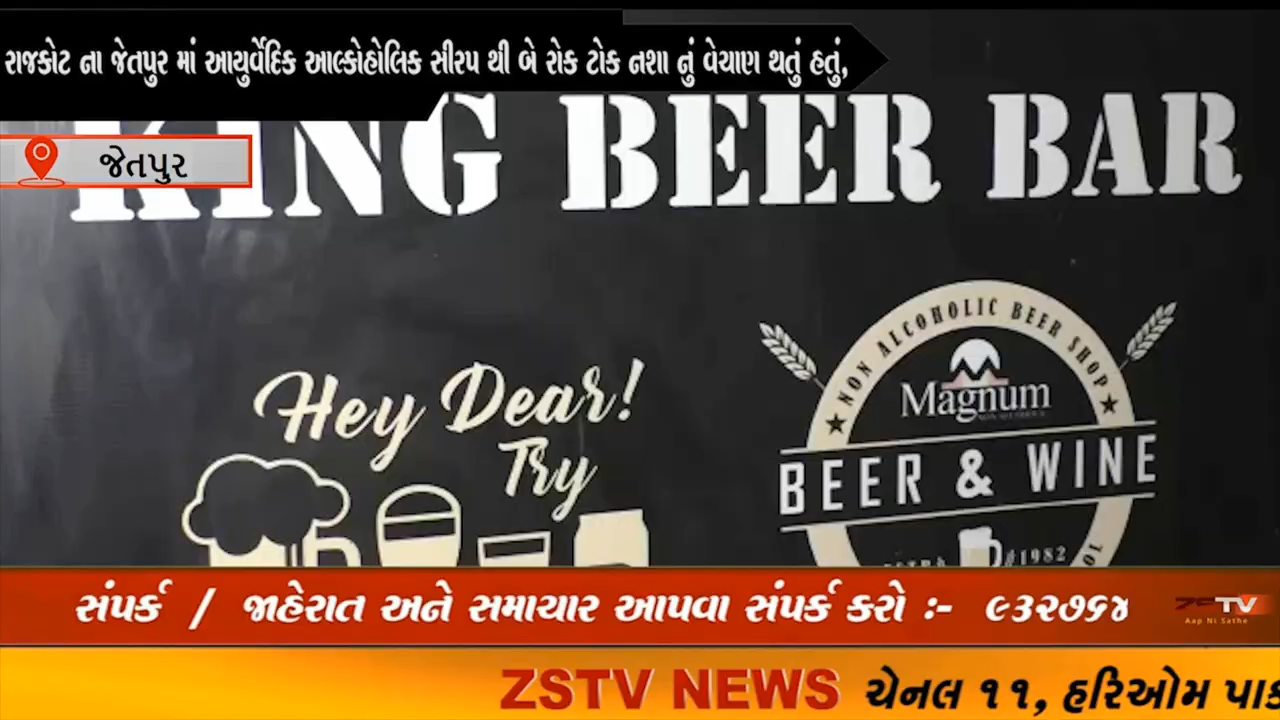 રાજકોટ ના જેતપુર માં આયુર્વેદિક આલ્કોહોલિક સીરપ થી બે રોક ટોક નશા નું વેચાણ થતું હતું,
KING BEER BAR
જેતપુર
NON ALCOHOLIC BEER SHOP
Magnum
Hey Dear!
Try
BEER & WINE
1982
સંપર્ક / જાહેરાત અને સમાચાર આપવા સંપર્ક કરો :- ૯૩૨૭૬૪
TV
Aap Ni Sathe
ZSTV NEWS ચેનલ ૧૧, હરિઓમ પાર્ક